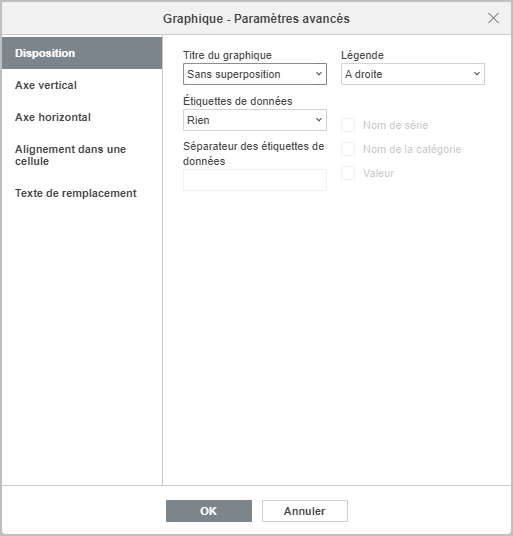 Graphique - Paramètres avancés
Disposition
Axe vertical
Axe horizontal
Alignement dans une
cellule
Texte de remplacement
Titre du graphique
Sans superposition
Légende
A droite
Étiquettes de données
Rien
Séparateur des étiquettes de
données
Nom de série
Nom de la catégorie
Valeur
OK
Annuler